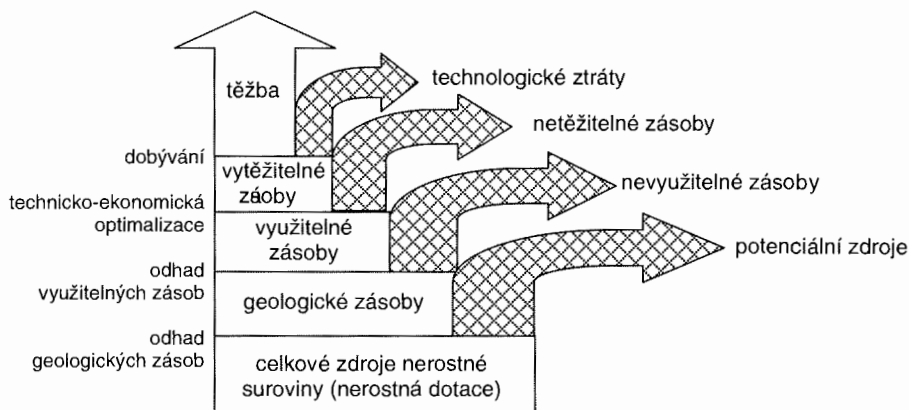 těžba
technologické ztráty
netěžitelné zásoby
dobývání
vytěžitelné
záoby
nevyužitelné zásoby
technicko-ekonomická
optimalizace
využitelné
zásoby
potenciální zdroje
odhad
využitelných zásob
geologické zásoby
odhad
geologických zásob
celkové zdroje nerostné
suroviny (nerostná dotace)